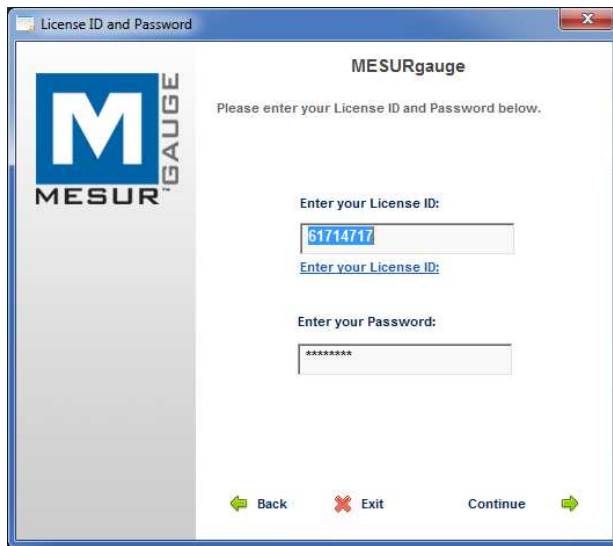 License ID and Password
MESURgauge
Please enter your License ID and Password below.
M
GAUGE
MESUR™
Enter your License ID:
61714717
Enter your License ID:
Enter your Password:
********
Back Exit Continue